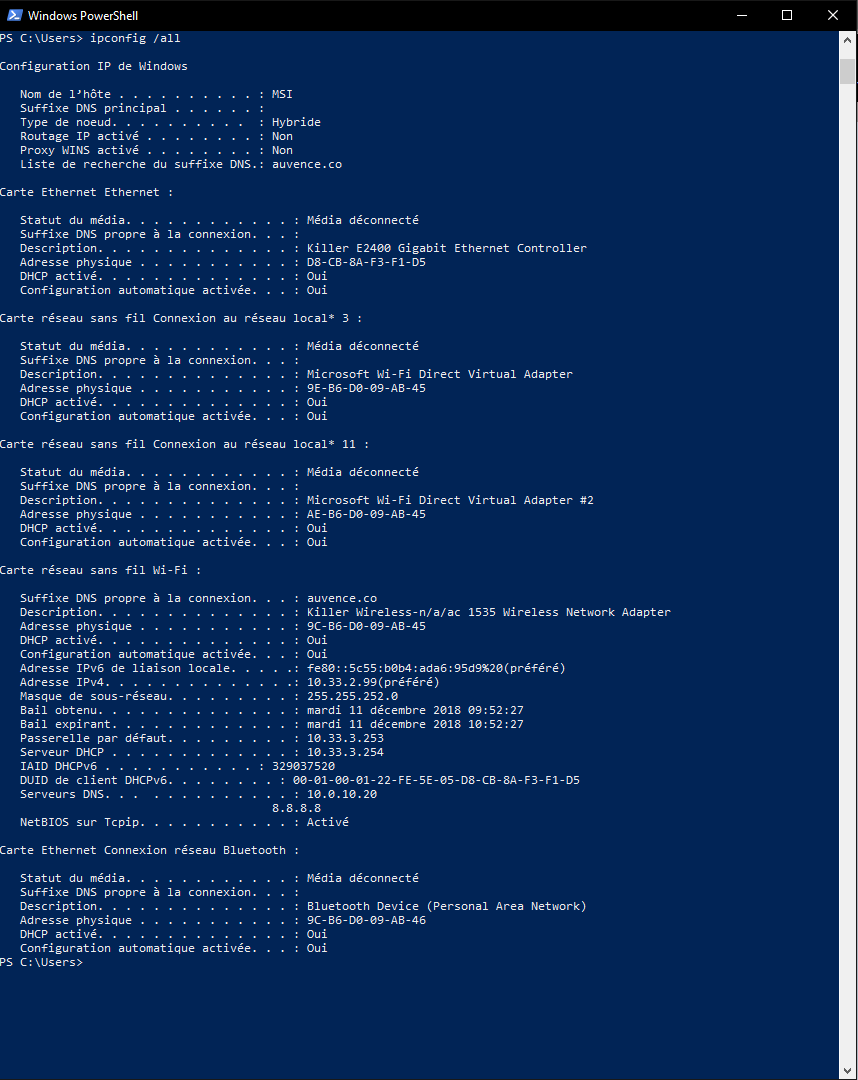 Windows PowerShell
PS C:\Users> ipconfig /all
Configuration IP de Windows
Nom de l’hôte . . . . . . . . . . : MSI
Suffixe DNS principal . . . . . . :
Type de noeud. . . . . . . . . .  : Hybride
Routage IP activé . . . . . . . . : Non
Proxy WINS activé . . . . . . . . : Non
Liste de recherche du suffixe DNS.: auvence.co
Carte Ethernet Ethernet :
Statut du média. . . . . . . . . . . . : Média déconnecté
Suffixe DNS propre à la connexion. . . :
Description. . . . . . . . . . . . . . : Killer E2400 Gigabit Ethernet Controller
Adresse physique . . . . . . . . . . . : D8-CB-8A-F3-F1-D5
DHCP activé. . . . . . . . . . . . . . : Oui
Configuration automatique activée. . . : Oui
Carte réseau sans fil Connexion au réseau local* 3 :
Statut du média. . . . . . . . . . . . : Média déconnecté
Suffixe DNS propre à la connexion. . . :
Description. . . . . . . . . . . . . . : Microsoft Wi-Fi Direct Virtual Adapter
Adresse physique . . . . . . . . . . . : 9E-B6-D0-09-AB-45
DHCP activé. . . . . . . . . . . . . . : Oui
Configuration automatique activée. . . : Oui
Carte réseau sans fil Connexion au réseau local* 11 :
Statut du média. . . . . . . . . . . . : Média déconnecté
Suffixe DNS propre à la connexion. . . :
Description. . . . . . . . . . . . . . : Microsoft Wi-Fi Direct Virtual Adapter #2
Adresse physique . . . . . . . . . . . : AE-B6-D0-09-AB-45
DHCP activé. . . . . . . . . . . . . . : Oui
Configuration automatique activée. . . : Oui
Carte réseau sans fil Wi-Fi :
Suffixe DNS propre à la connexion. . . : auvence.co
Description. . . . . . . . . . . . . . : Killer Wireless-n/a/ac 1535 Wireless Network Adapter
Adresse physique . . . . . . . . . . . : 9C-B6-D0-09-AB-45
DHCP activé. . . . . . . . . . . . . . : Oui
Configuration automatique activée. . . : Oui
Adresse IPv6 de liaison locale. . . . .: fe80::5c55:b0b4:ada6:95d9%20(préféré)
Adresse IPv4. . . . . . . . . . . . . .: 10.33.2.99(préféré)
Masque de sous-réseau. . . . . . . . . : 255.255.252.0
Bail obtenu. . . . . . . . . . . . . . : mardi 11 décembre 2018 09:52:27
Bail expirant. . . . . . . . . . . . . : mardi 11 décembre 2018 10:52:27
Passerelle par défaut. . . . . . . . . : 10.33.3.253
Serveur DHCP . . . . . . . . . . . . . : 10.33.3.254
IAID DHCPv6 . . . . . . . . . . . : 329037520
DUID de client DHCPv6. . . . . . . . : 00-01-00-01-22-FE-5E-05-D8-CB-8A-F3-F1-D5
Serveurs DNS. . .  . . . . . . . . . . : 10.0.10.20
8.8.8.8
NetBIOS sur Tcpip. . . . . . . . . . . : Activé
Carte Ethernet Connexion réseau Bluetooth :
Statut du média. . . . . . . . . . . . : Média déconnecté
Suffixe DNS propre à la connexion. . . :
Description. . . . . . . . . . . . . . : Bluetooth Device (Personal Area Network)
Adresse physique . . . . . . . . . . . : 9C-B6-D0-09-AB-46
DHCP activé. . . . . . . . . . . . . . : Oui
Configuration automatique activée. . . : Oui
PS C:\Users>